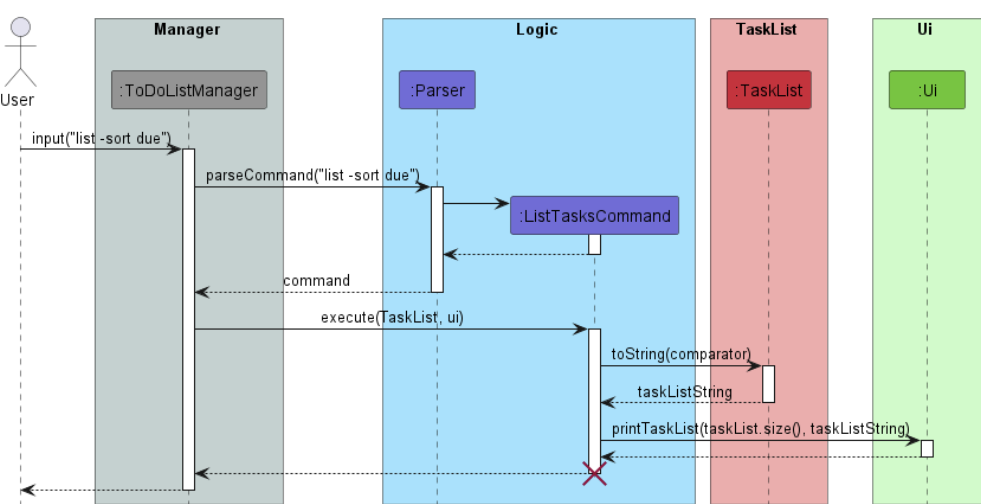 Manager
Logic
TaskList
Ui
User
:ToDoListManager
:Parser
:TaskList
:Ui
input("list -sort due")
parseCommand("list -sort due")
:ListTasksCommand
command
execute(TaskList, ui)
toString(comparator)
taskListString
printTaskList(taskList.size(), taskListString)